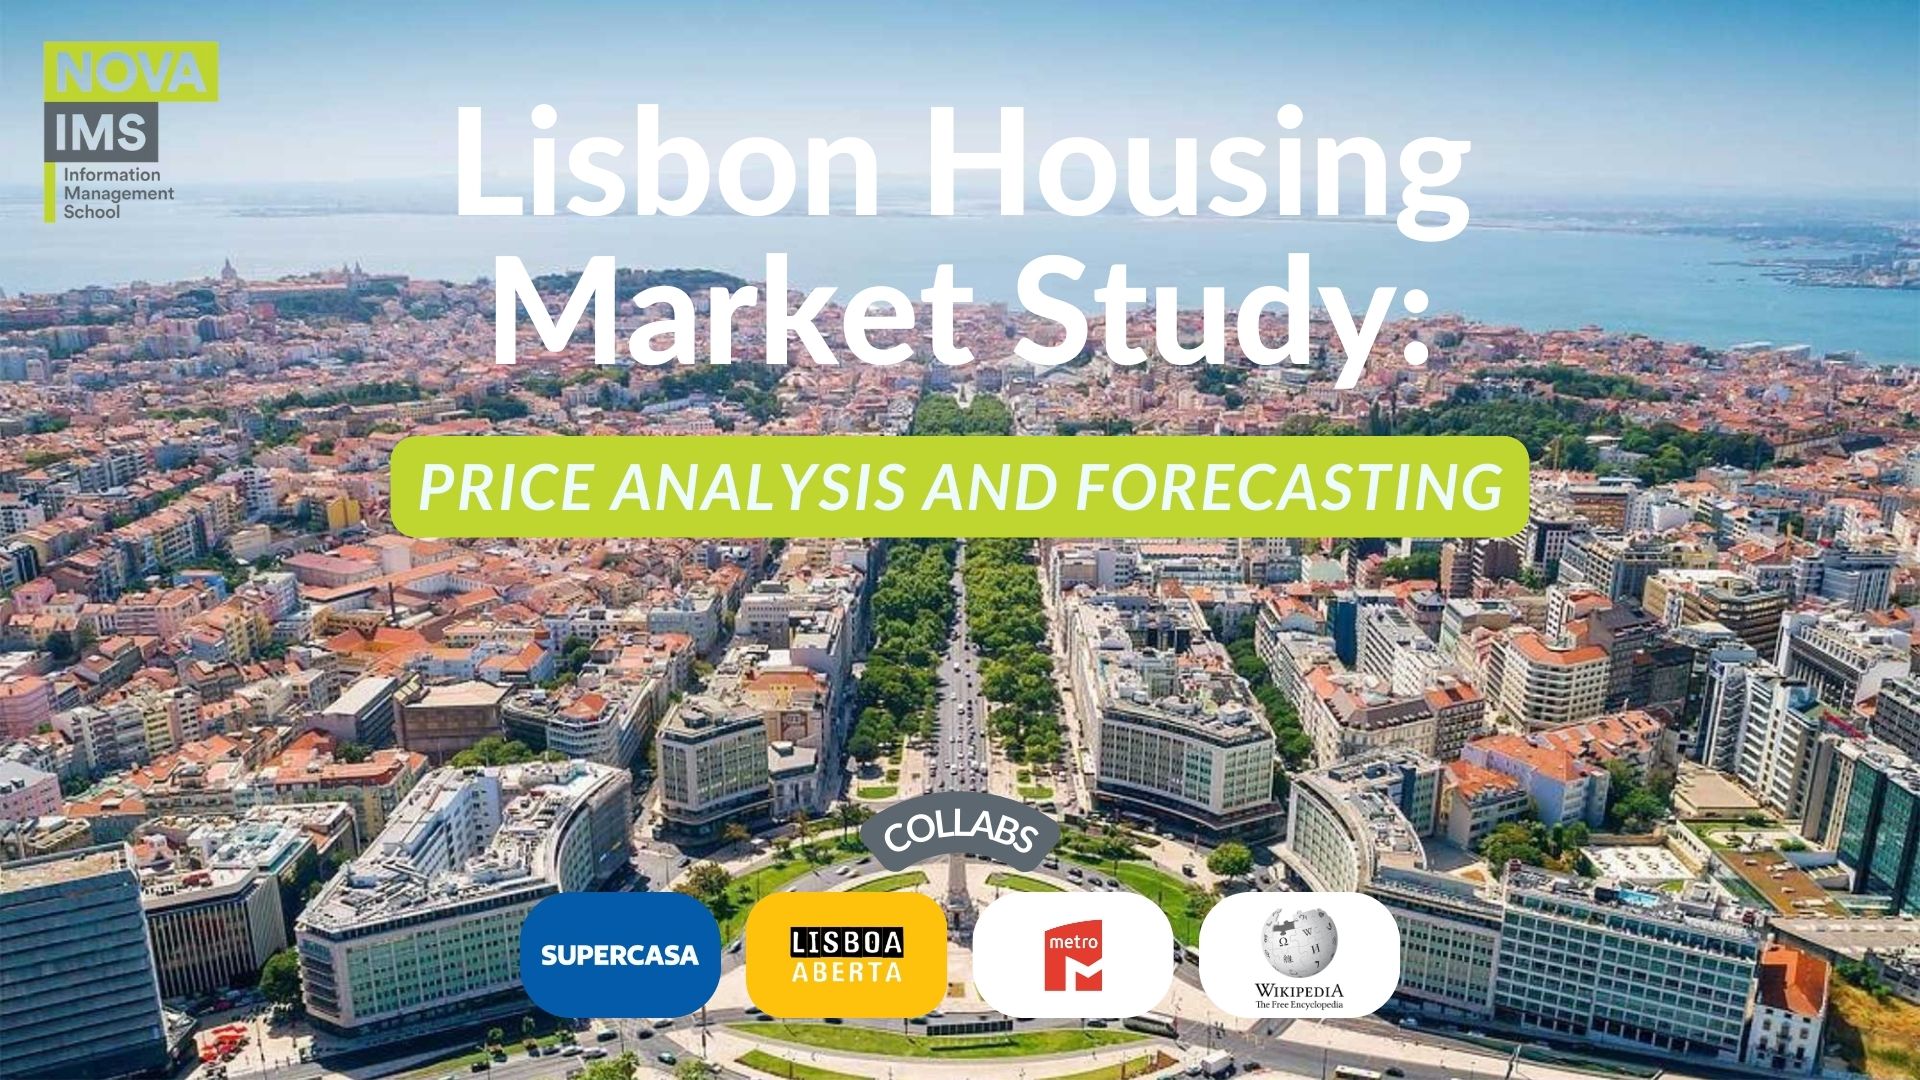 NOVA
IMS
Information
Management
School
Lisbon Housing
Market Study:
PRICE ANALYSIS AND FORECASTING
COLLABS
SUPERCASA
LISBOA
ABERTA
metro
WIKIPEDIA
The Free Encyclopedia